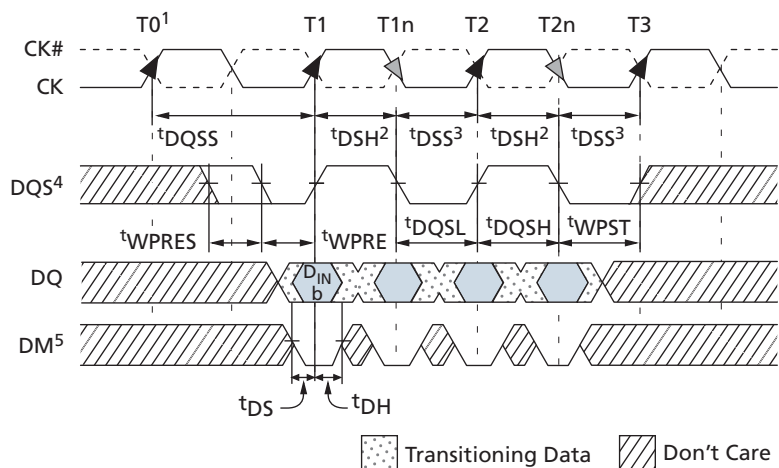 T0¹ T1 T1n T2 T2n T3
CK#
CK
tDQSS tDSH² tDSS³ tDSH² tDSS³
DQS⁴
tWPRES tWPRE tDQSL tDQSH tWPST
DQ
DIN
b
DM⁵
tDS tDH
Transitioning Data Don't Care